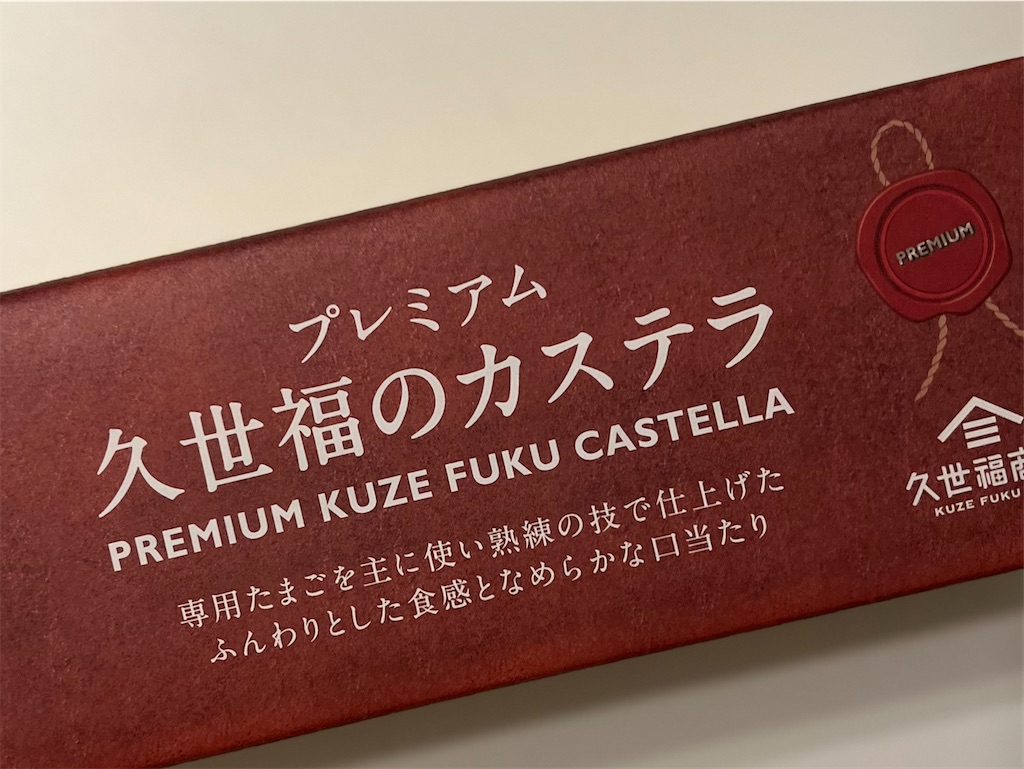 プレミアム
久世福のカステラ
PREMIUM KUZE FUKU CASTELLA
専用たまごを主に使い熟練の技で仕上げた
ふんわりとした食感となめらかな口当たり
PREMIUM
久世福商
KUZE FUKU